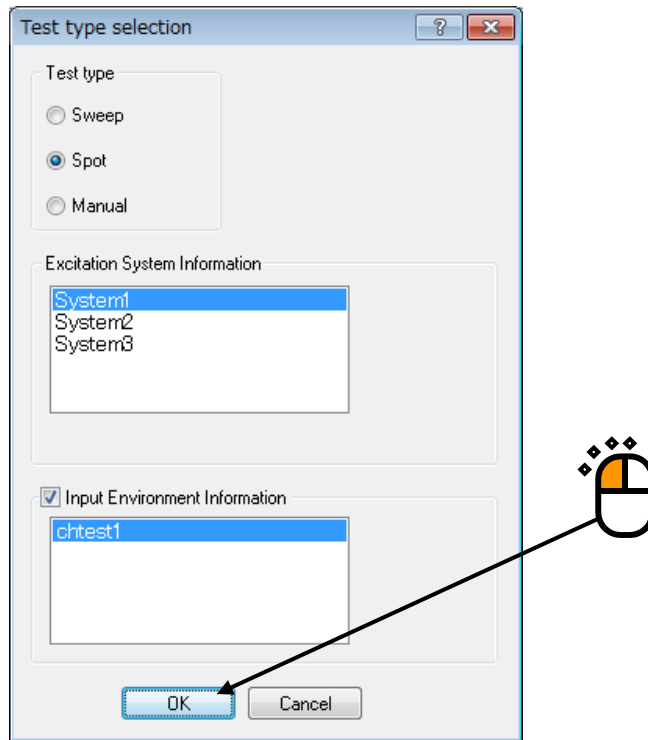 Test type selection
Test type
Sweep
Spot
Manual
Excitation System Information
System1
System2
System3
Input Environment Information
chtest1
OK
Cancel